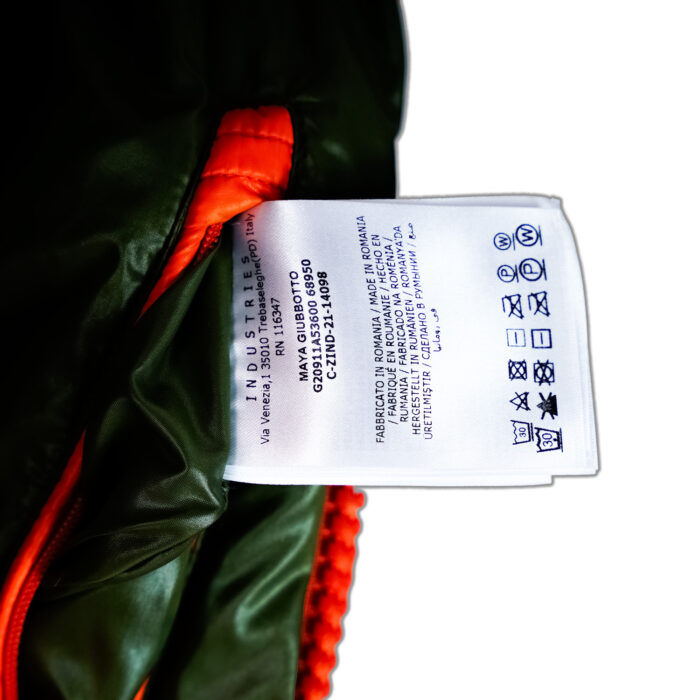 INDUSTRIES
Via Venezia,1 35010 Trebaseleghe(PD) Italy
RN 116347
MAYA GIUBBOTTO
G20911A53600 68950
C-ZIND-21-14098
FABBRICATO IN ROMANIA / MADE IN ROMANIA
/ FABRIQUÉ EN ROUMANIE / HECHO EN
RUMANIA / FABRICADO NA ROMÉNIA /
HERGESTELLT IN RUMÄNIEN / ROMANYA'DA
ÜRETILMIŞTIR / СДЕЛАНО В РУМЫНИИ /
W W
P P
30 30